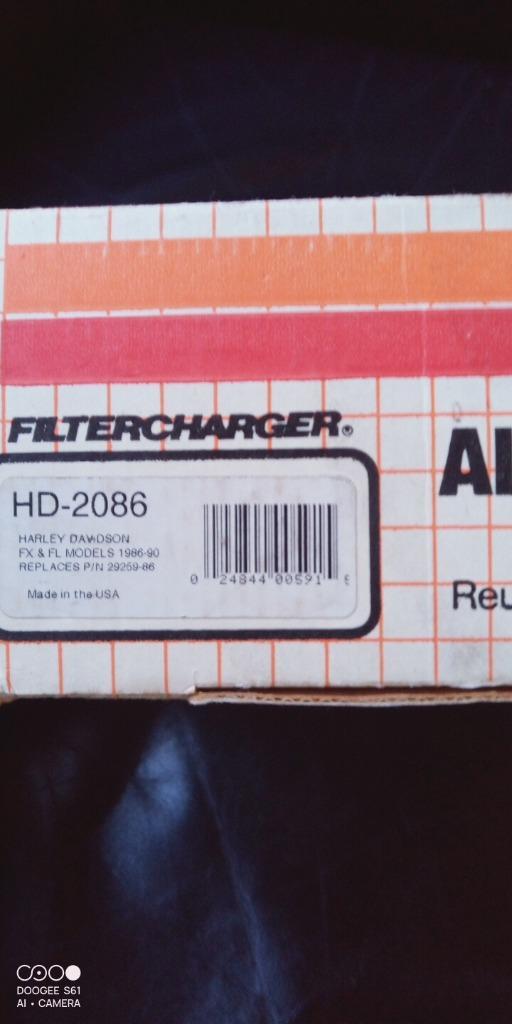 FILTERCHARGER®
HD-2086
HARLEY DAVIDSON
FX & FL MODELS 1986-90
REPLACES P/N 29259-86
Made in the USA
0 24844 00591
Reu
DOOGEE S61
AI • CAMERA